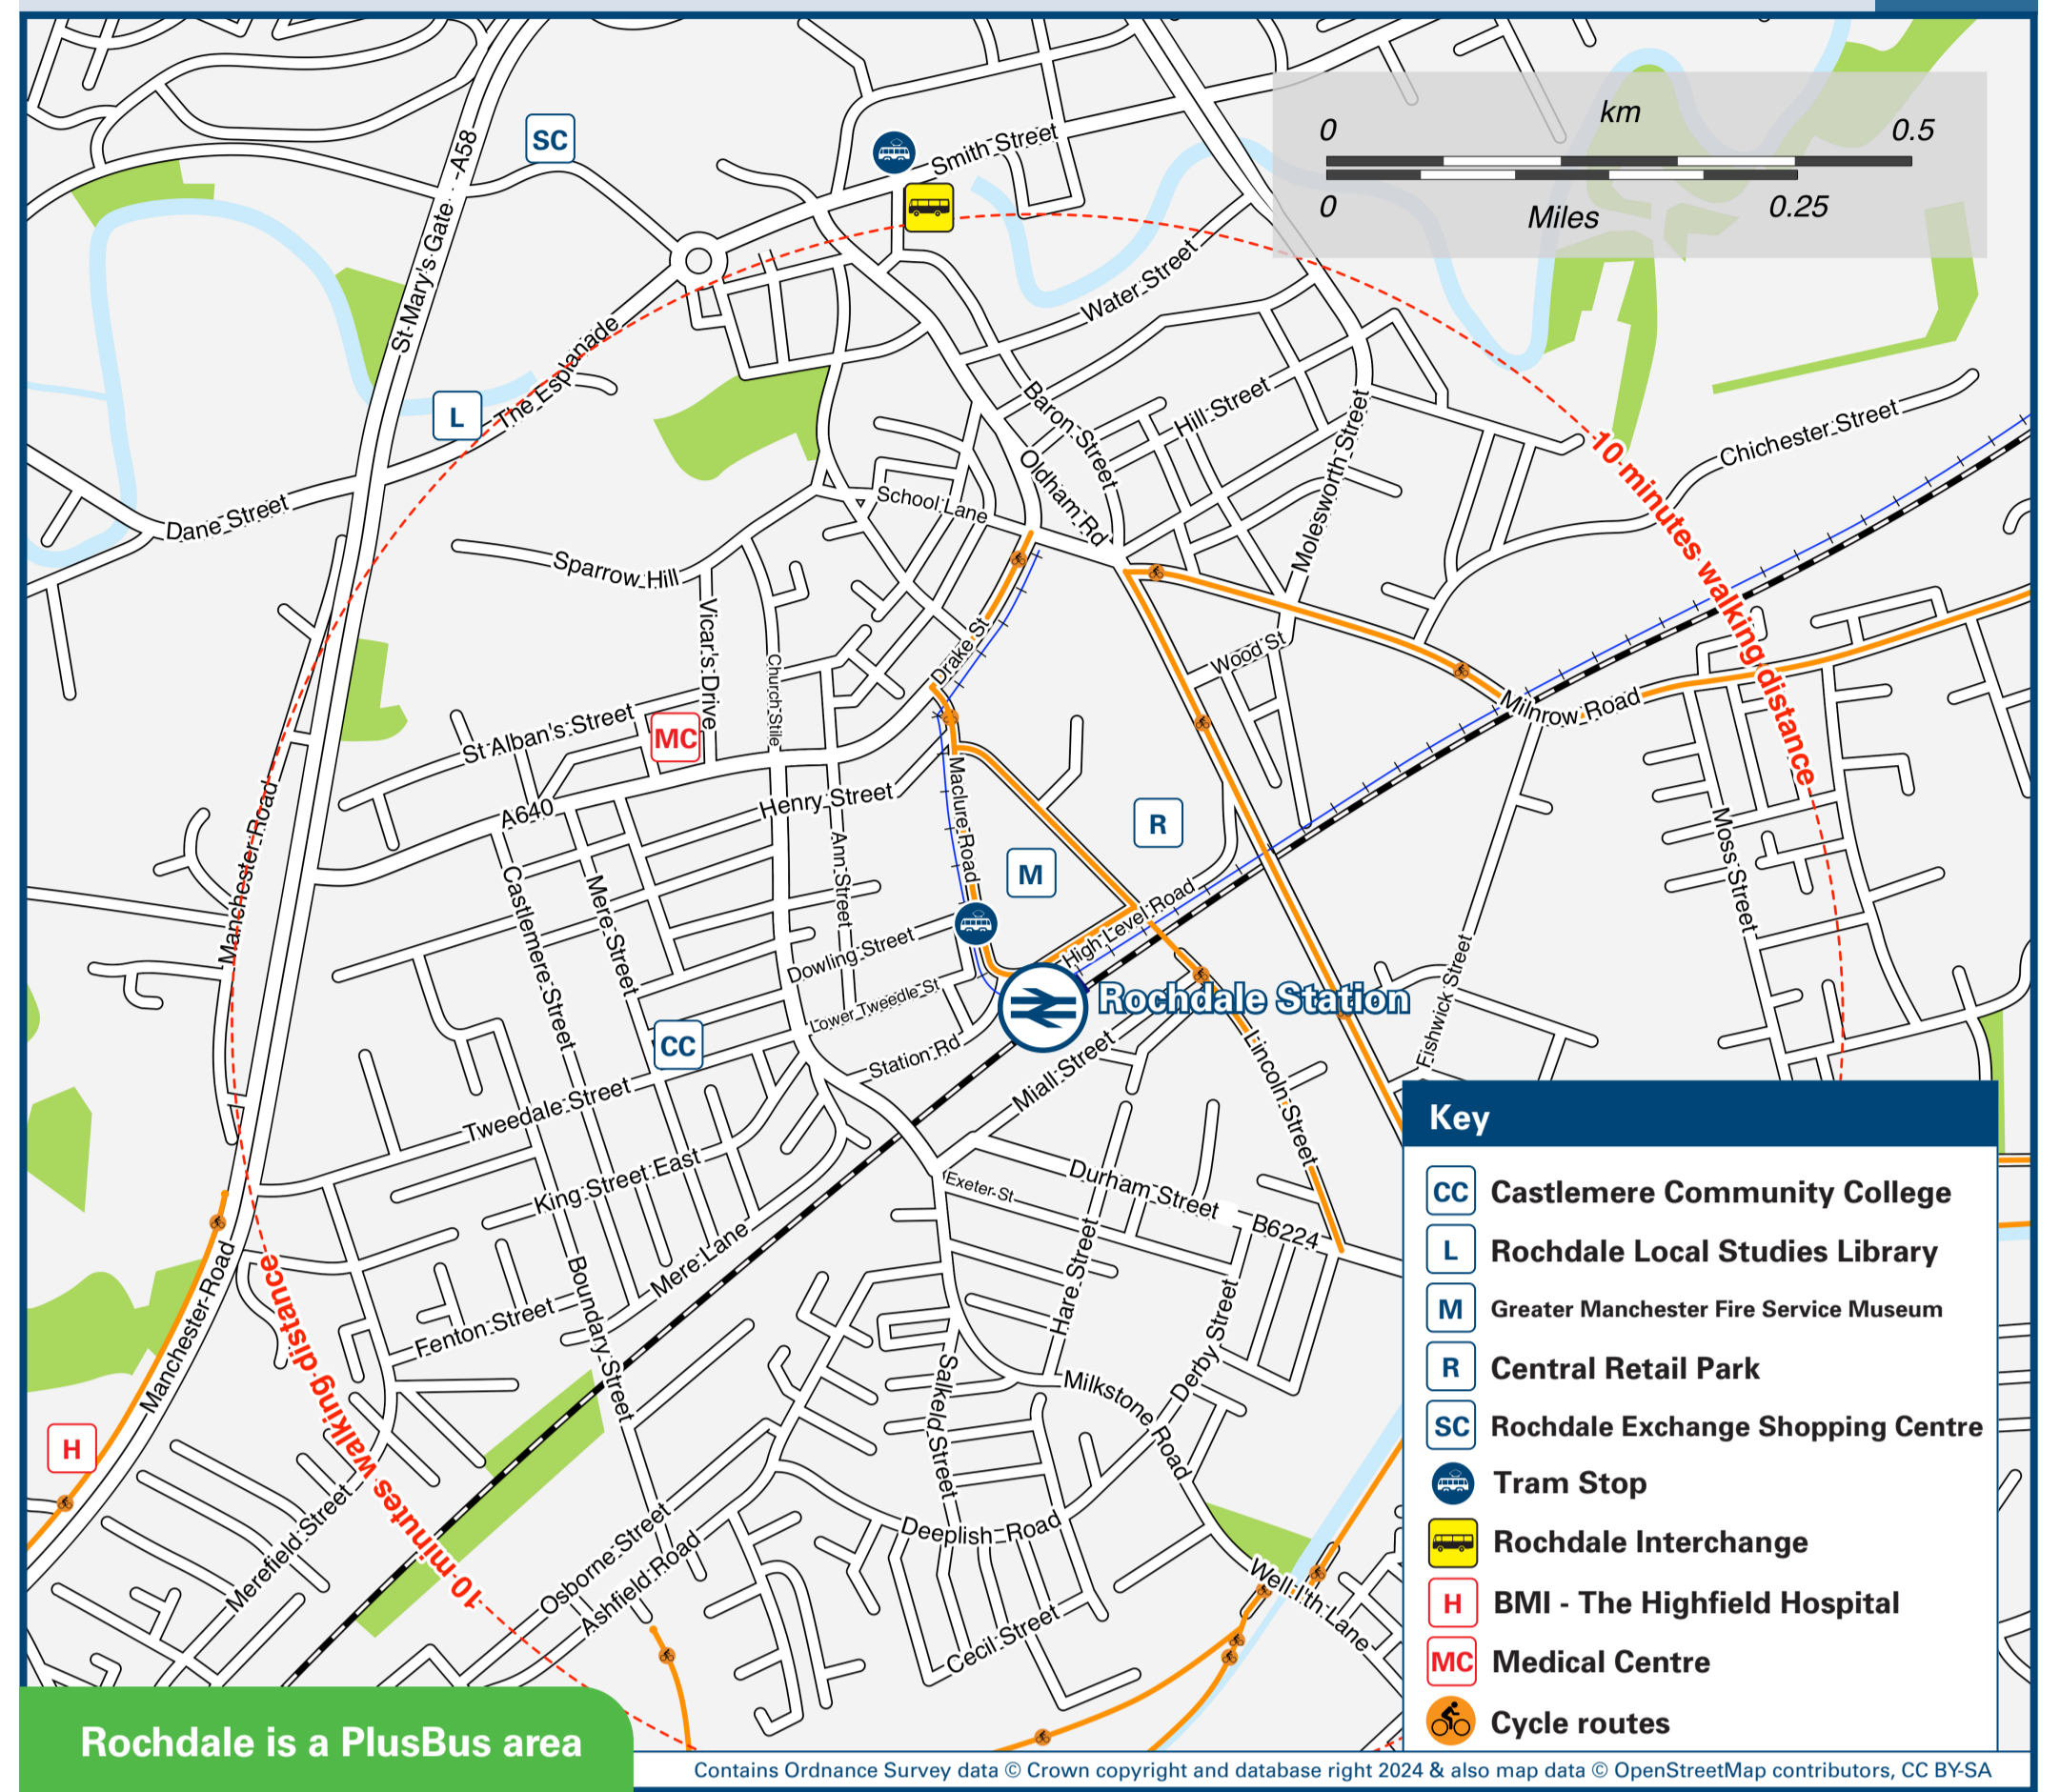 km
0
0.5
0
Miles
0.25
A58
SC
Smith Street
St Mary's Gate
Water Street
The Esplanade
L
Baron Street
Hill Street
Molesworth Street
Chichester Street
10 minutes walking distance
Dane Street
School Lane
Oldham Rd
Sparrow Hill
Vicar's Drive
Church Stile
Drake St
Wood St
Milnrow Road
St Alban's Street
MC
A640
Henry Street
Maclure Road
R
M
Moss Street
Manchester Road
Castlemere Street
Mere Street
Ann Street
Dowling Street
High Level Road
Lower Tweedle St
Rochdale Station
Fishwick Street
CC
Station Rd
Miall Street
Lincoln Street
Tweedale Street
King Street East
Exeter St
Durham Street
B6224
Mere Lane
Hare Street
Derby Street
Manchester Road
Fenton Street
Boundary Street
Salkeld Street
Milkstone Road
10 minutes walking distance
H
Merefield Street
Osborne Street
Ashfield Road
Deeplish Road
Cecil Street
Well I'th Lane
Key
CC Castlemere Community College
L Rochdale Local Studies Library
M Greater Manchester Fire Service Museum
R Central Retail Park
SC Rochdale Exchange Shopping Centre
Tram Stop
Rochdale Interchange
H BMI - The Highfield Hospital
MC Medical Centre
Cycle routes
Rochdale is a PlusBus area
Contains Ordnance Survey data © Crown copyright and database right 2024 & also map data © OpenStreetMap contributors, CC BY-SA